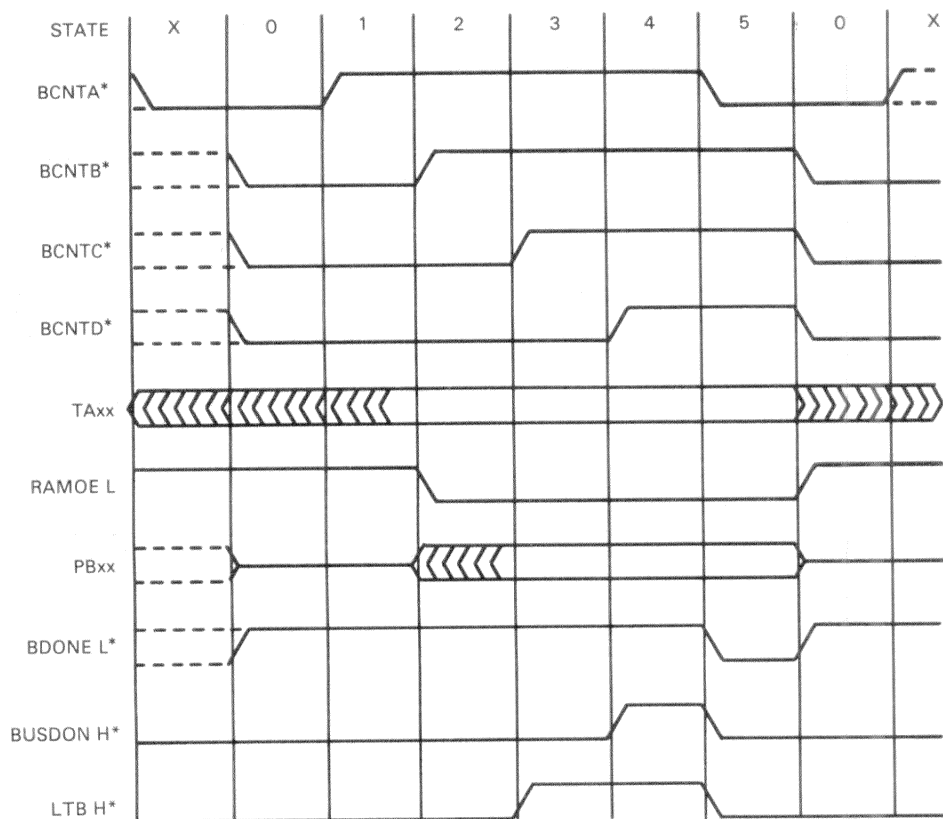 STATE X 0 1 2 3 4 5 0 X
BCNTA*
BCNTB*
BCNTC*
BCNTD*
TAxx
RAMOE L
PBxx
BDONE L*
BUSDON H*
LTB H*